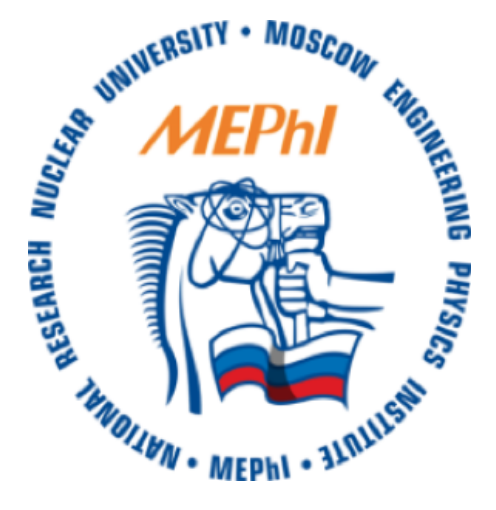 NATIONAL RESEARCH NUCLEAR UNIVERSITY • MOSCOW ENGINEERING PHYSICS INSTITUTE • MEPhI •
MEPhI